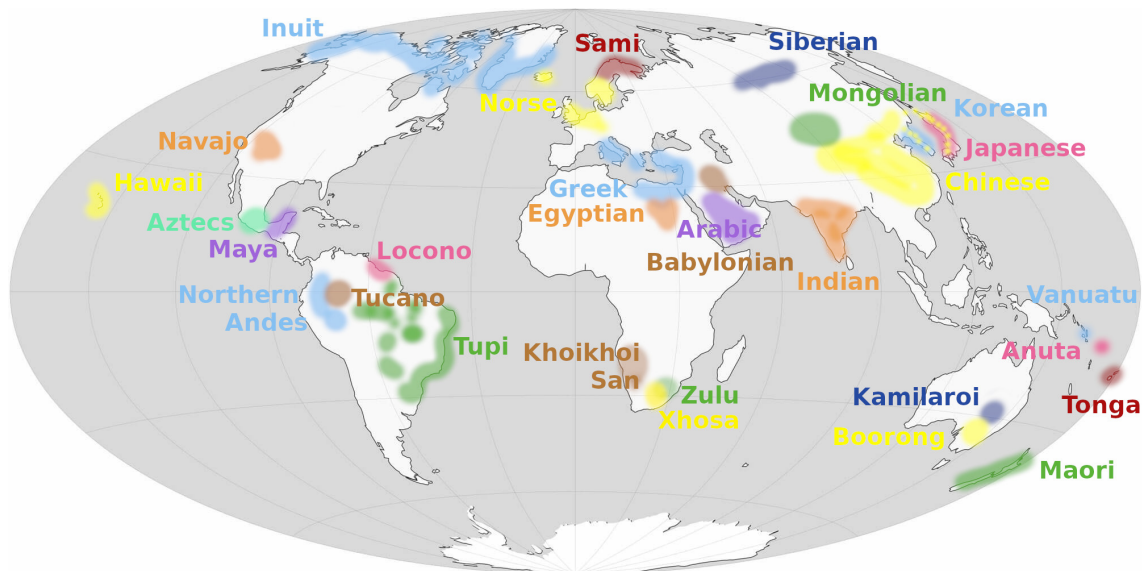 Inuit
Sami
Siberian
Norse
Mongolian
Korean
Navajo
Japanese
Hawaii
Greek
Chinese
Aztecs
Egyptian
Maya
Arabic
Locono
Babylonian
Indian
Northern
Andes
Tucano
Vanuatu
Tupi
Khoikhoi
San
Anuta
Zulu
Xhosa
Kamilaroi
Tonga
Boorong
Maori